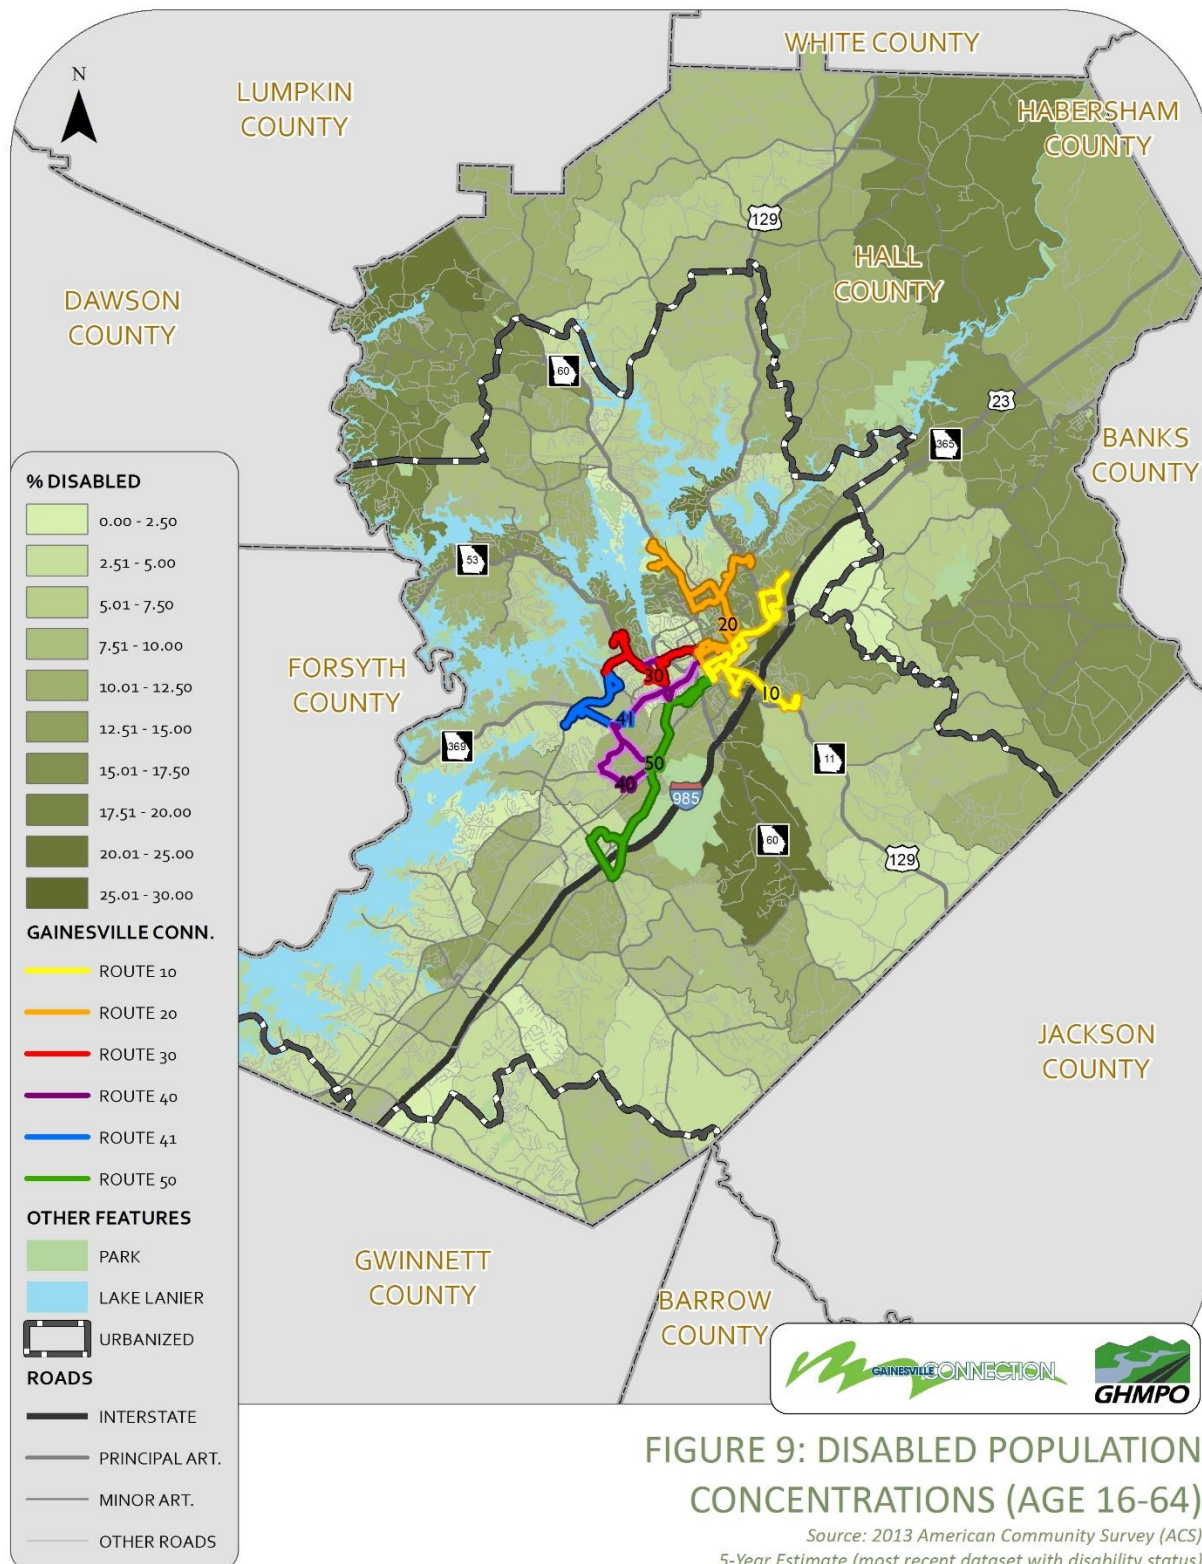 WHITE COUNTY
N
LUMPKIN
COUNTY
HABERSHAM
COUNTY
129
HALL
COUNTY
DAWSON
COUNTY
60
23
365
BANKS
COUNTY
% DISABLED
0.00 - 2.50
2.51 - 5.00
5.01 - 7.50
7.51 - 10.00
10.01 - 12.50
12.51 - 15.00
15.01 - 17.50
17.51 - 20.00
20.01 - 25.00
25.01 - 30.00
53
20
FORSYTH
COUNTY
30
10
41
369
50
11
40
985
60
129
GAINESVILLE CONN.
ROUTE 10
ROUTE 20
ROUTE 30
ROUTE 40
ROUTE 41
ROUTE 50
JACKSON
COUNTY
OTHER FEATURES
PARK
LAKE LANIER
URBANIZED
ROADS
INTERSTATE
PRINCIPAL ART.
MINOR ART.
OTHER ROADS
GWINNETT
COUNTY
BARROW
COUNTY
GAINESVILLE CONNECTION
GHMPO
FIGURE 9: DISABLED POPULATION
CONCENTRATIONS (AGE 16-64)
Source: 2013 American Community Survey (ACS)
5-Year Estimate (most recent dataset with disability status)